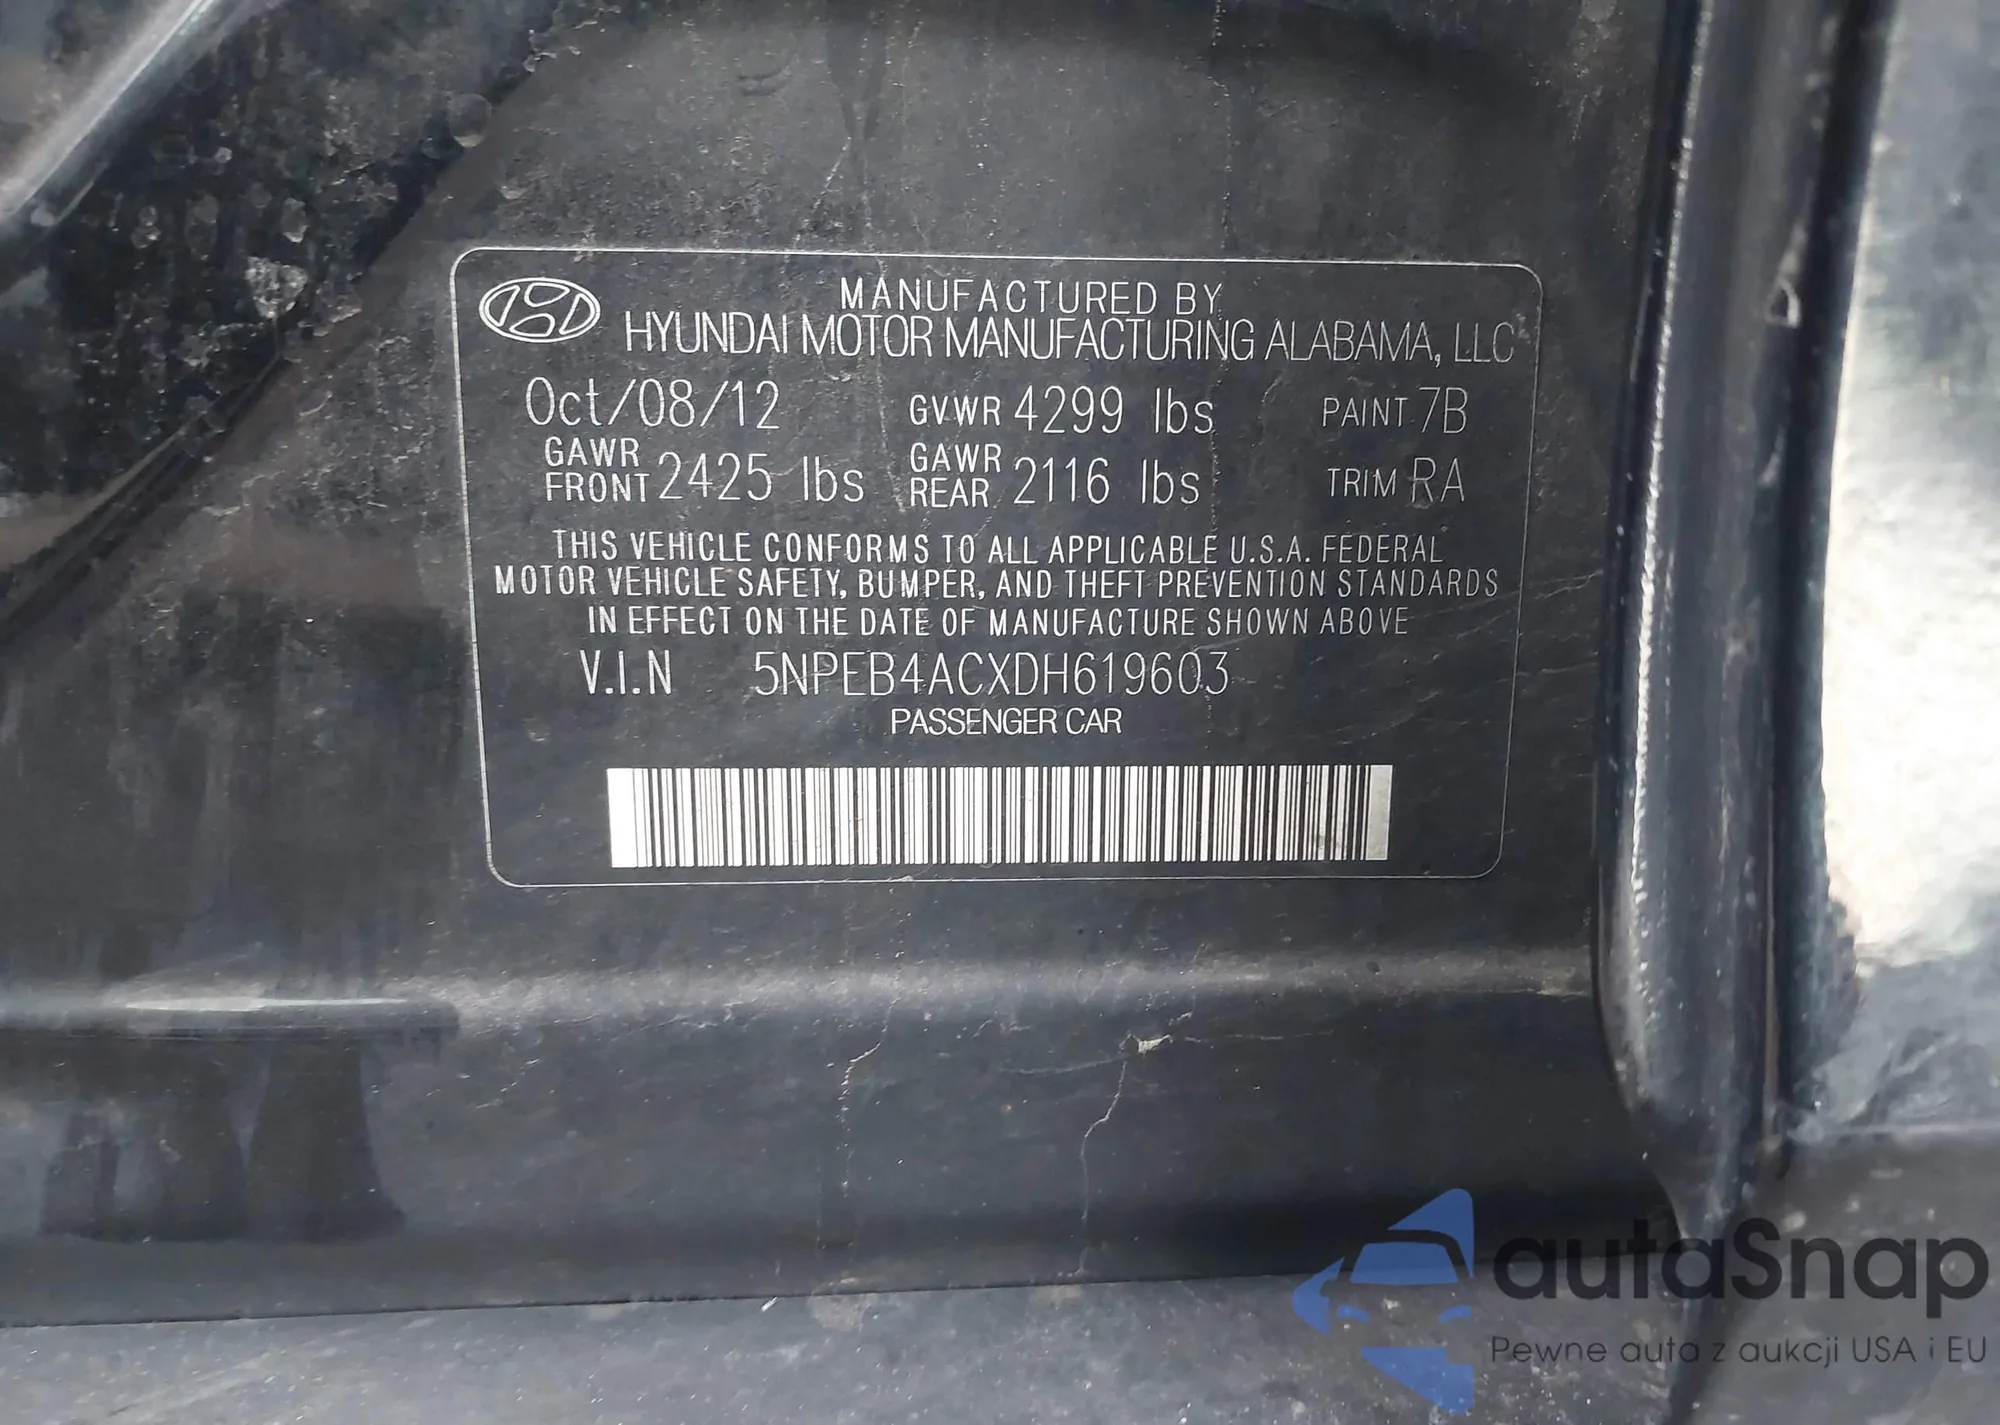 MANUFACTURED BY
HYUNDAI MOTOR MANUFACTURING ALABAMA, LLC
Oct/08/12 GVWR 4299 lbs PAINT 7B
GAWR FRONT 2425 lbs GAWR REAR 2116 lbs TRIM RA
THIS VEHICLE CONFORMS TO ALL APPLICABLE U.S.A. FEDERAL
MOTOR VEHICLE SAFETY, BUMPER, AND THEFT PREVENTION STANDARDS
IN EFFECT ON THE DATE OF MANUFACTURE SHOWN ABOVE
V.I.N 5NPEB4ACXDH619603
PASSENGER CAR
autaSnap
Pewne auta z aukcji USA i EU